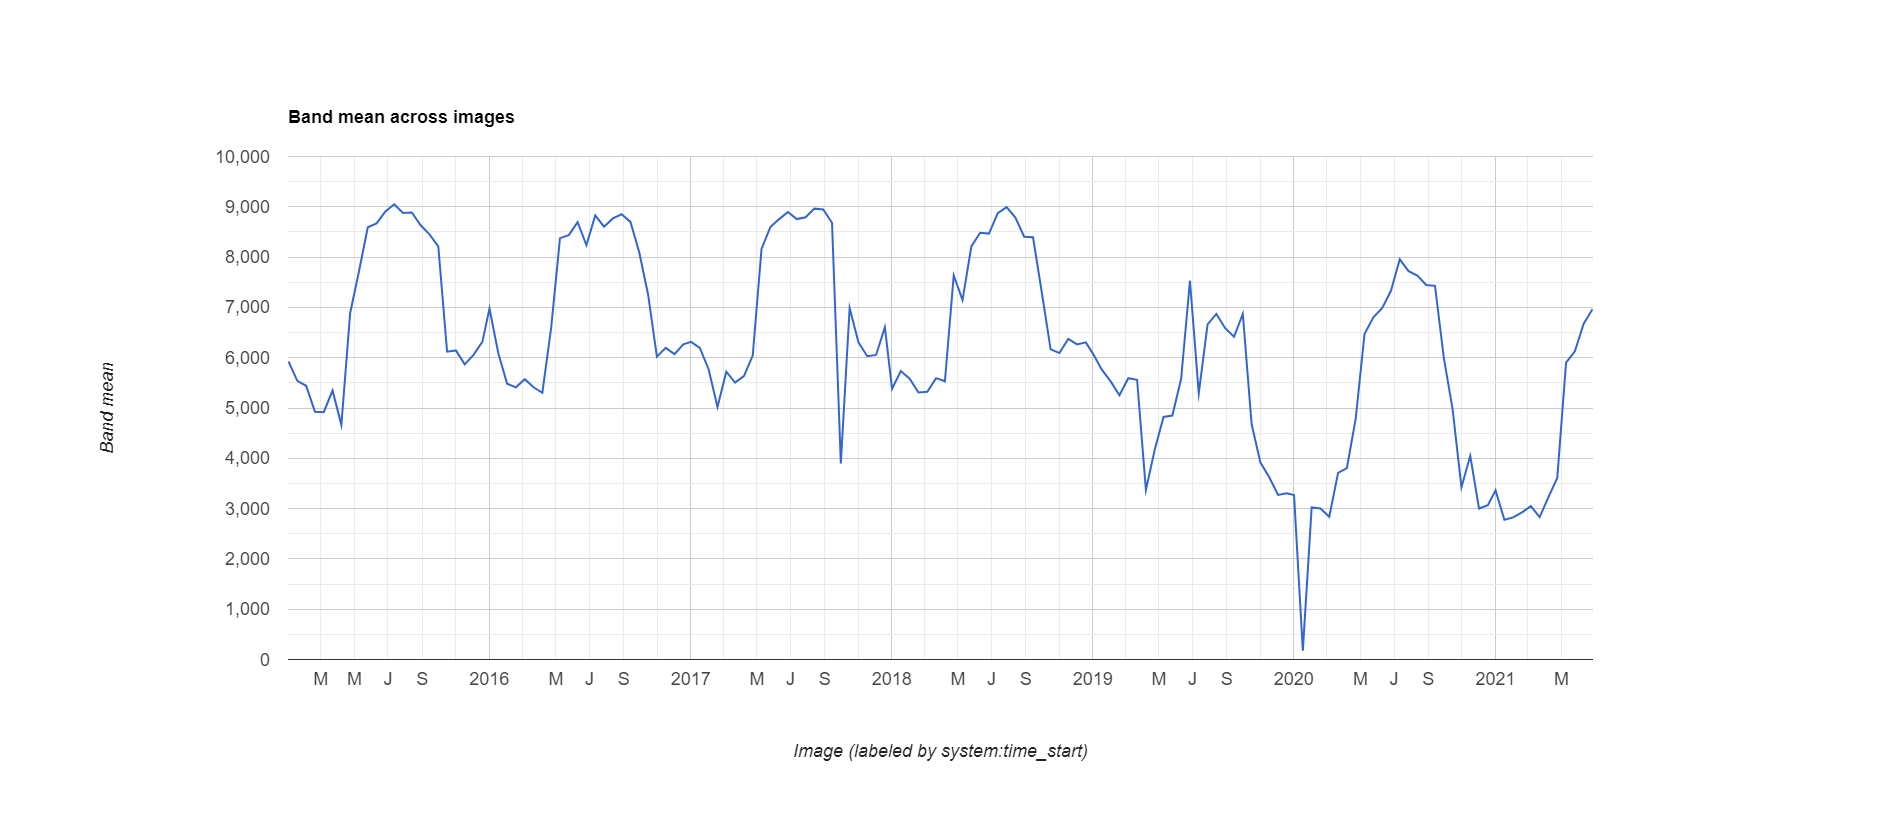 Band mean across images
10,000
9,000
8,000
7,000
6,000
5,000
4,000
3,000
2,000
1,000
0
Band mean
M M J S 2016 M J S 2017 M J S 2018 M J S 2019 M J S 2020 M J S 2021 M
Image (labeled by system:time_start)